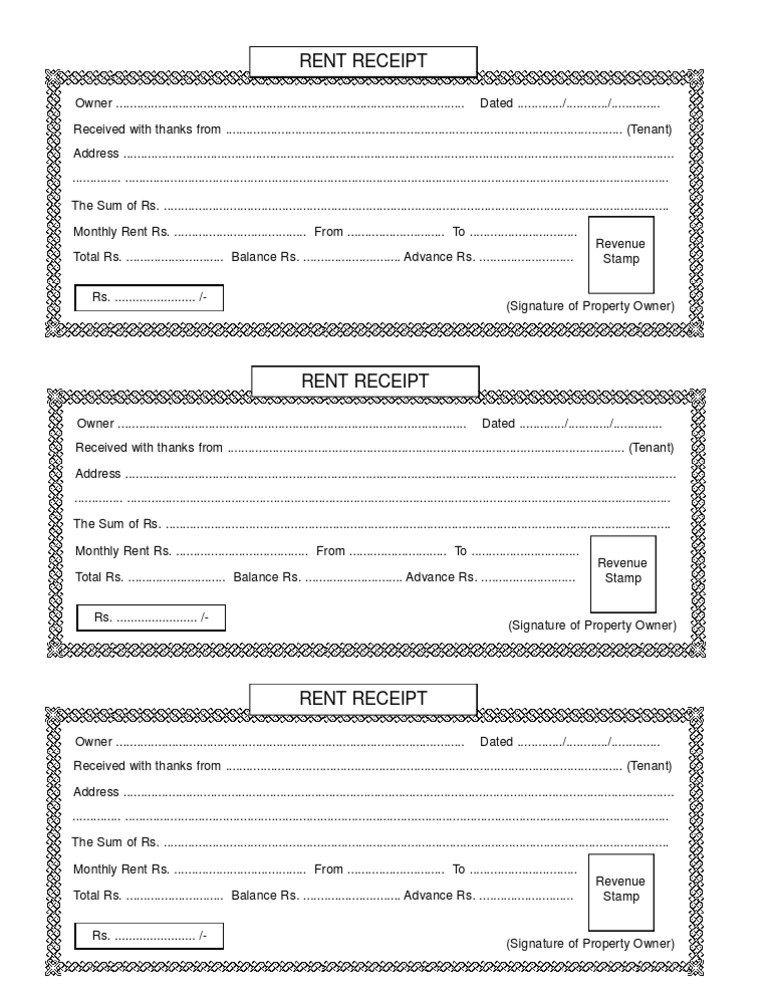 RENT RECEIPT
Owner .................................................................................................... Dated ............./............/..............
Received with thanks from .................................................................................................................. (Tenant)
Address ..............................................................................................................................................................
.............. ............................................................................................................................................................
The Sum of Rs. .................................................................................................................................................
Monthly Rent Rs. ...................................... From ............................ To ...............................
Revenue
Total Rs. ............................ Balance Rs. ............................ Advance Rs. ...........................
Stamp
Rs. ........................ /-
(Signature of Property Owner)
RENT RECEIPT
Owner .................................................................................................... Dated ............./............/..............
Received with thanks from .................................................................................................................. (Tenant)
Address ..............................................................................................................................................................
.............. ............................................................................................................................................................
The Sum of Rs. .................................................................................................................................................
Monthly Rent Rs. ...................................... From ............................ To ...............................
Revenue
Total Rs. ............................ Balance Rs. ............................ Advance Rs. ...........................
Stamp
Rs. ........................ /-
(Signature of Property Owner)
RENT RECEIPT
Owner .................................................................................................... Dated ............./............/..............
Received with thanks from .................................................................................................................. (Tenant)
Address ..............................................................................................................................................................
.............. ............................................................................................................................................................
The Sum of Rs. .................................................................................................................................................
Monthly Rent Rs. ...................................... From ............................ To ...............................
Revenue
Total Rs. ............................ Balance Rs. ............................ Advance Rs. ...........................
Stamp
Rs. ........................ /-
(Signature of Property Owner)